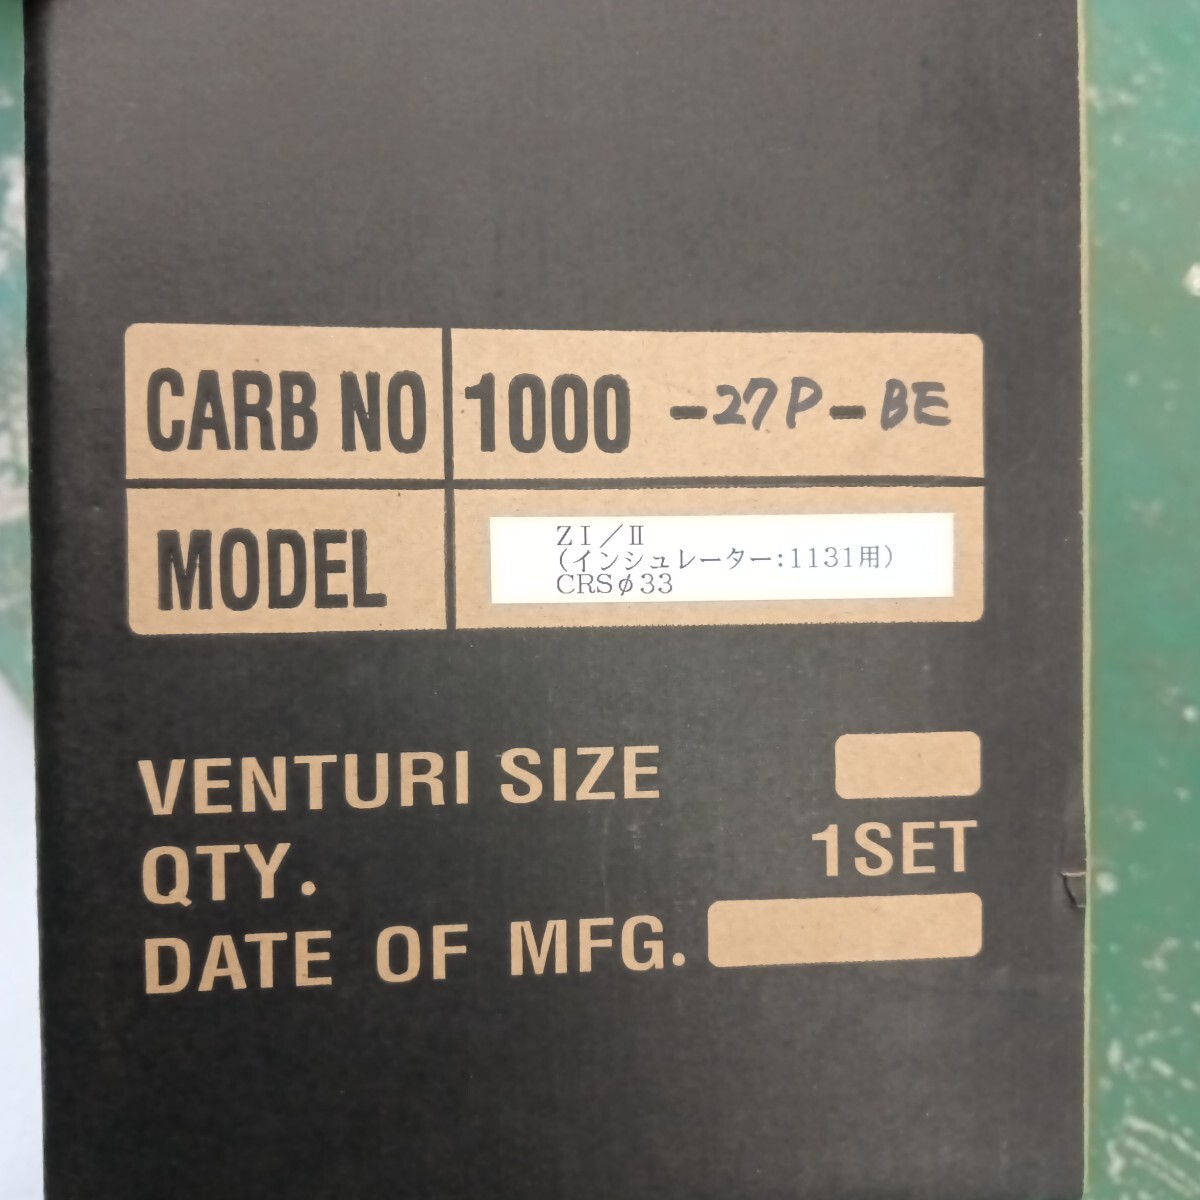 CARB NO 1000 -27P-BE
MODEL
ZI／Ⅱ
(インシュレーター:1131用)
CRSφ33
VENTURI SIZE
QTY. 1SET
DATE OF MFG.